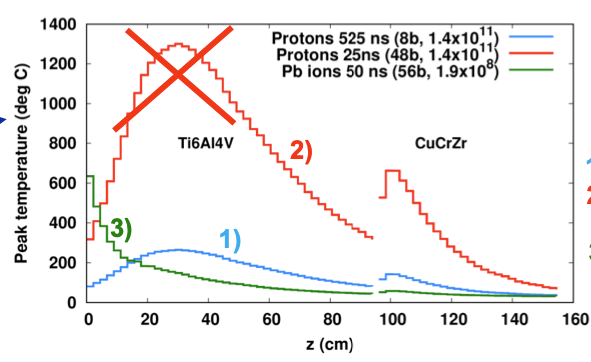 1400
1200
1000
800
600
400
200
0
Peak temperature (deg C)
Protons 525 ns (8b, 1.4x10¹¹)
Protons 25ns (48b, 1.4x10¹¹)
Pb ions 50 ns (56b, 1.9x10⁸)
Ti6Al4V
CuCrZr
2)
3)
1)
0 20 40 60 80 100 120 140 160
z (cm)